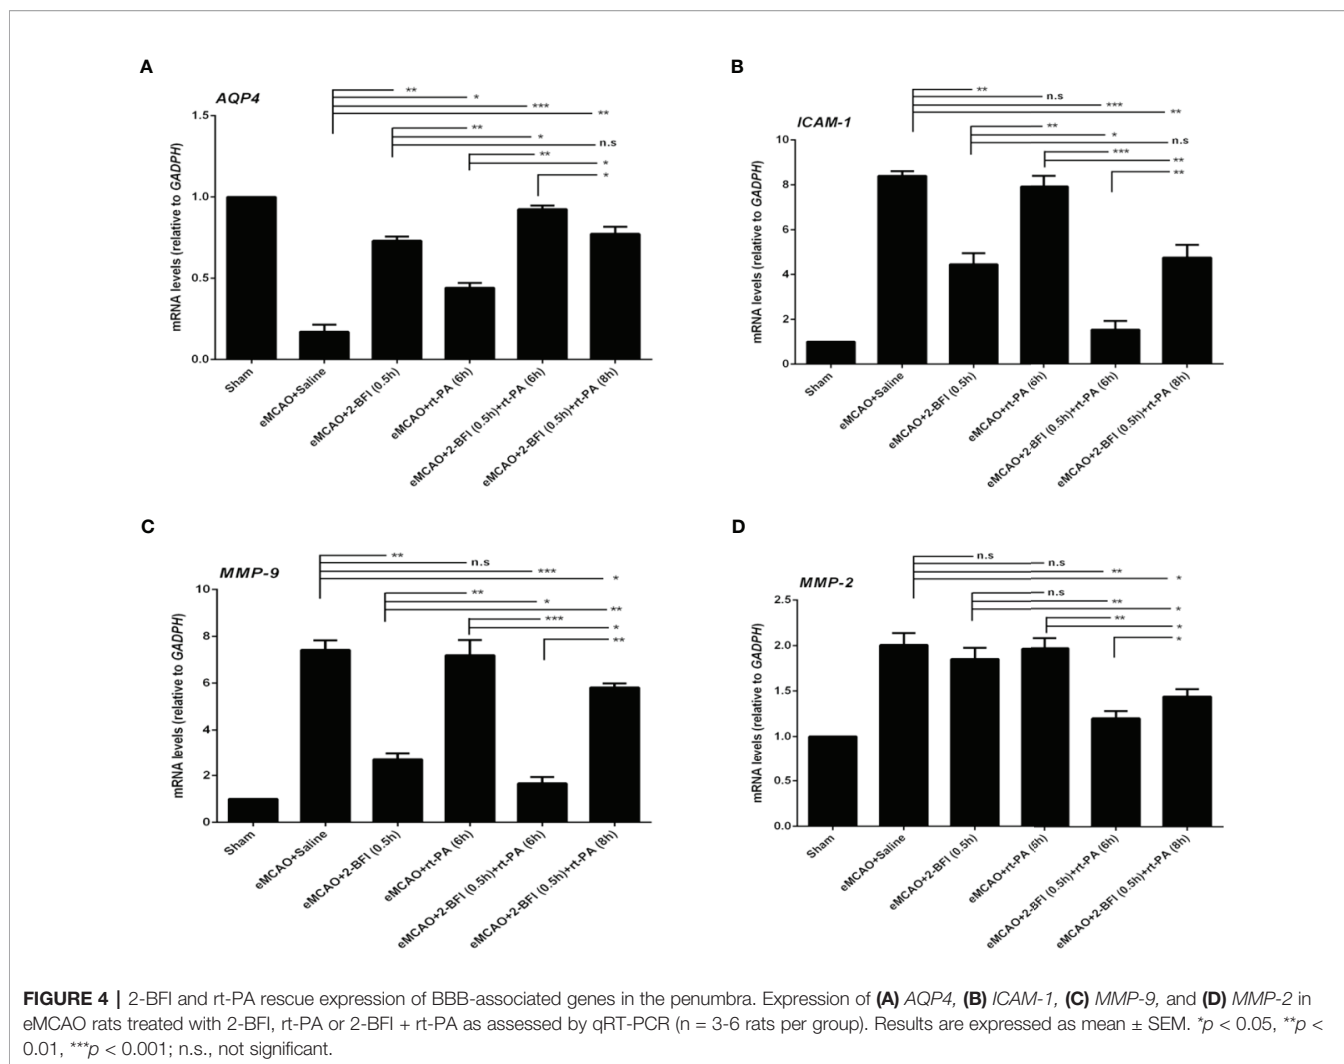 A
AQP4
mRNA levels (relative to GADPH)
1.5
1.0
0.5
0.0
**
*
***
**
**
*
n.s
**
*
*
Sham
eMCAO+Saline
eMCAO+2-BFI (0.5h)
eMCAO+rt-PA (6h)
eMCAO+2-BFI (0.5h)+rt-PA (6h)
eMCAO+2-BFI (0.5h)+rt-PA (8h)
B
ICAM-1
mRNA levels (relative to GADPH)
10
8
6
4
2
0
**
n.s
***
**
**
*
n.s
***
**
**
Sham
eMCAO+Saline
eMCAO+2-BFI (0.5h)
eMCAO+rt-PA (6h)
eMCAO+2-BFI (0.5h)+rt-PA (6h)
eMCAO+2-BFI (0.5h)+rt-PA (8h)
C
MMP-9
mRNA levels (relative to GADPH)
10
8
6
4
2
0
**
n.s
***
*
**
*
**
***
*
**
Sham
eMCAO+Saline
eMCAO+2-BFI (0.5h)
eMCAO+rt-PA (6h)
eMCAO+2-BFI (0.5h)+rt-PA (6h)
eMCAO+2-BFI (0.5h)+rt-PA (8h)
D
MMP-2
mRNA levels (relative to GADPH)
2.5
2.0
1.5
1.0
0.5
0.0
n.s
**
*
n.s
**
*
**
*
*
Sham
eMCAO+Saline
eMCAO+2-BFI (0.5h)
eMCAO+rt-PA (6h)
eMCAO+2-BFI (0.5h)+rt-PA (6h)
eMCAO+2-BFI (0.5h)+rt-PA (8h)
FIGURE 4 | 2-BFI and rt-PA rescue expression of BBB-associated genes in the penumbra. Expression of (A) AQP4, (B) ICAM-1, (C) MMP-9, and (D) MMP-2 in
eMCAO rats treated with 2-BFI, rt-PA or 2-BFI + rt-PA as assessed by qRT-PCR (n = 3-6 rats per group). Results are expressed as mean ± SEM. *p < 0.05, **p <
0.01, ***p < 0.001; n.s., not significant.